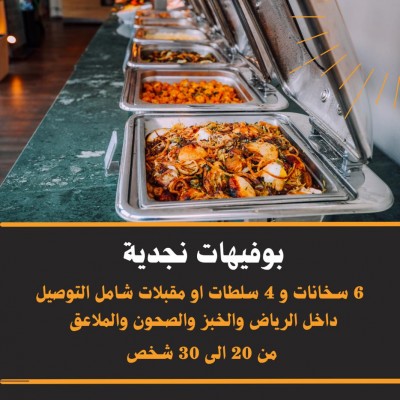 بوفيهات نجدية
6 سخانات و 4 سلطات او مقبلات شامل التوصيل
داخل الرياض والخبز والصحون والملاعق
من 20 الى 30 شخص